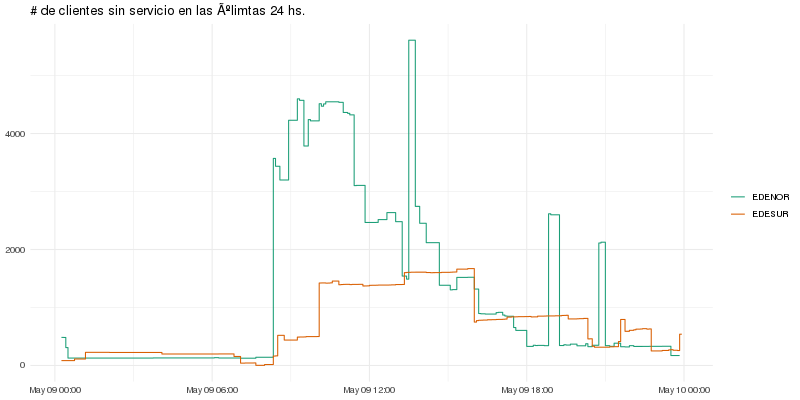 # de clientes sin servicio en las Ãºlimtas 24 hs.
4000
2000
0
May 09 00:00
May 09 06:00
May 09 12:00
May 09 18:00
May 10 00:00
EDENOR
EDESUR